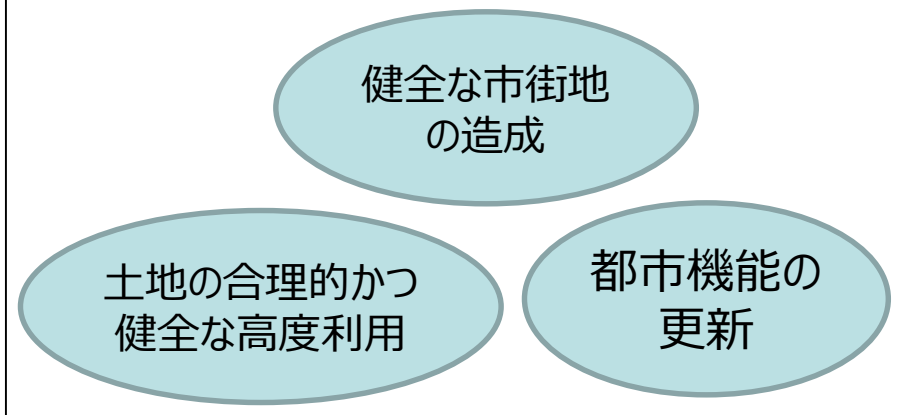 健全な市街地
の造成
土地の合理的かつ
健全な高度利用
都市機能の
更新